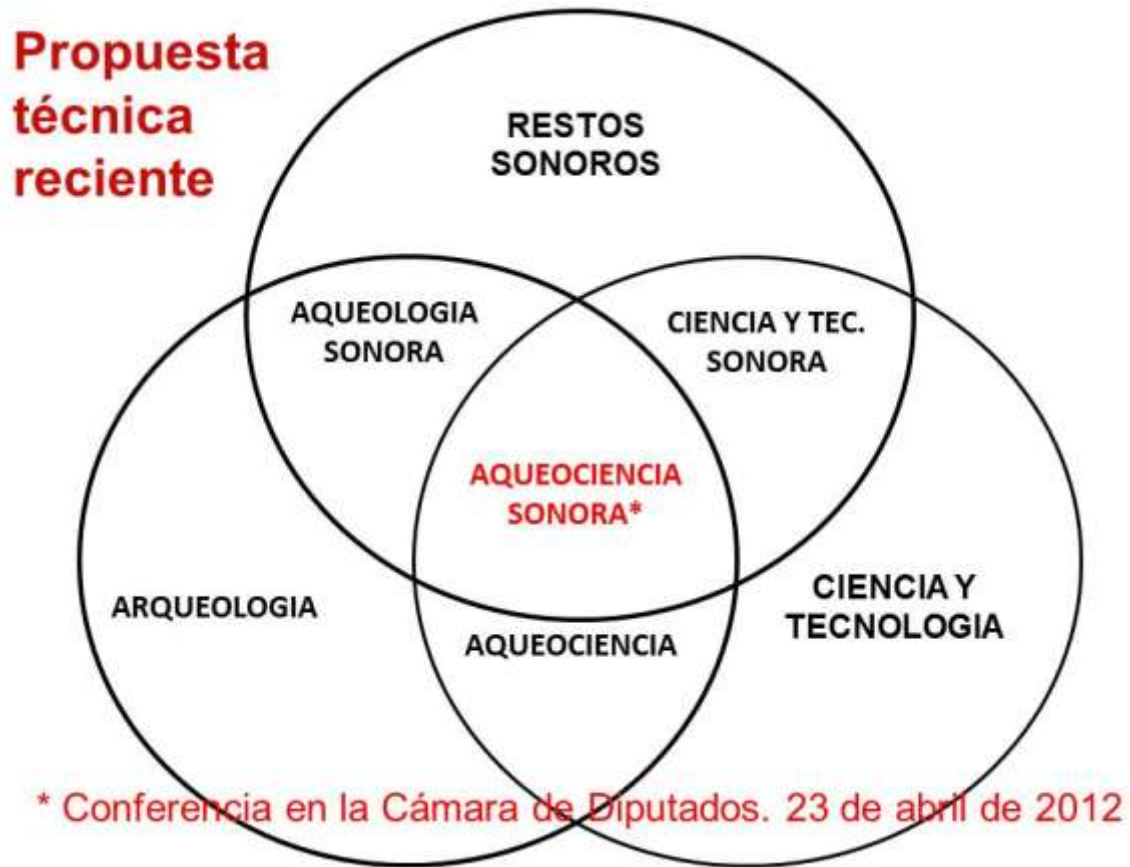 Propuesta
técnica
reciente
RESTOS
SONOROS
AQUEOLOGIA
SONORA
CIENCIA Y TEC.
SONORA
AQUEOCIENCIA
SONORA*
ARQUEOLOGIA
CIENCIA Y
TECNOLOGIA
AQUEOCIENCIA
* Conferencia en la Cámara de Diputados. 23 de abril de 2012